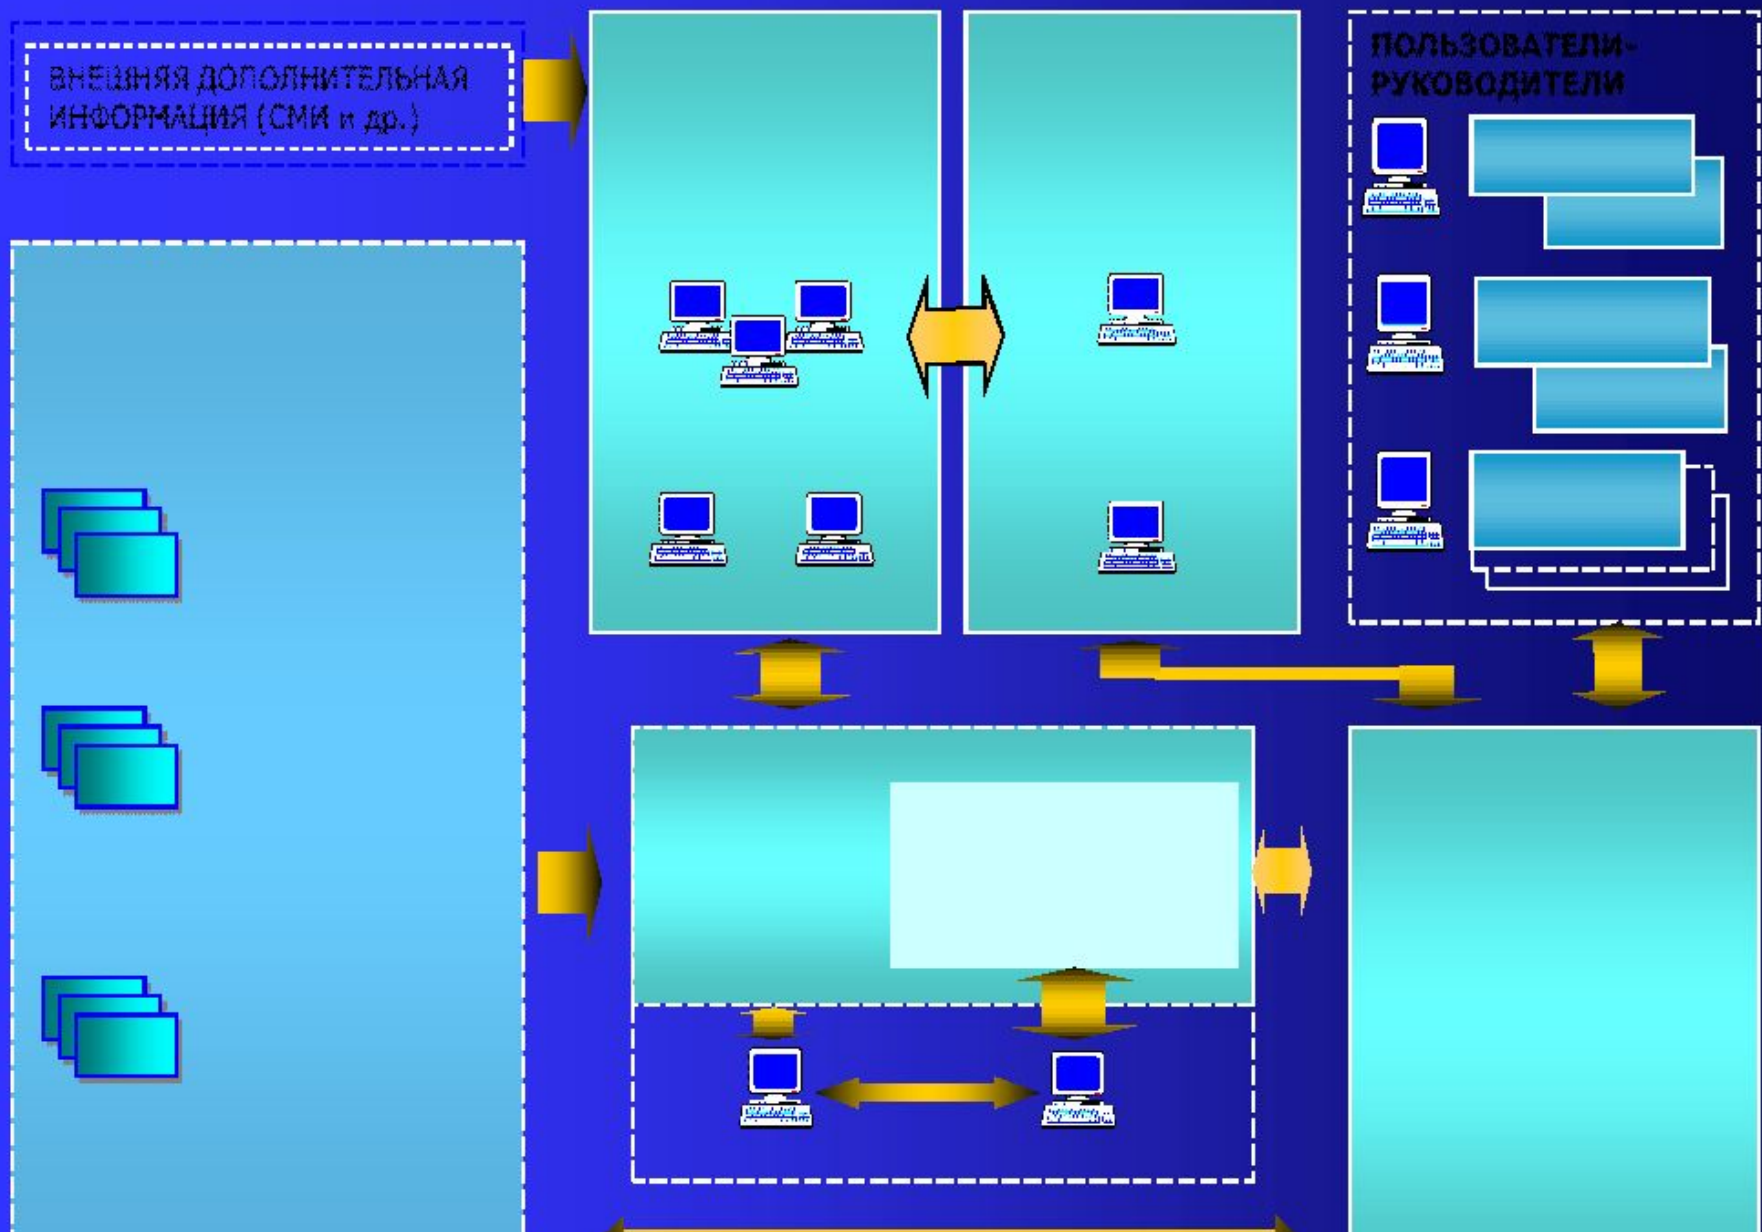 ВНЕШНЯЯ ДОПОЛНИТЕЛЬНАЯ
ИНФОРМАЦИЯ (СМИ и др.)
ПОЛЬЗОВАТЕЛИ-
РУКОВОДИТЕЛИ